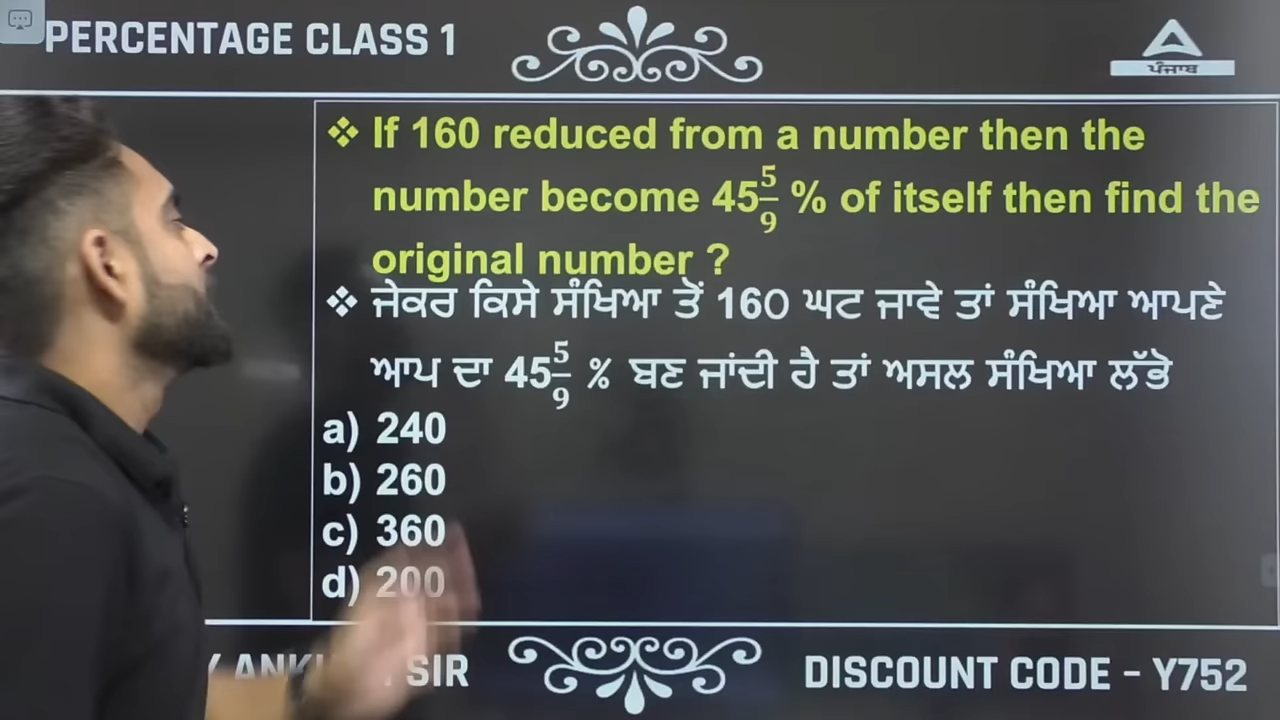 PERCENTAGE CLASS 1
ਪੰਜਾਬ
❖ If 160 reduced from a number then the
number become 45 5/9 % of itself then find the
original number ?
❖ ਜੇਕਰ ਕਿਸੇ ਸੰਖਿਆ ਤੋਂ 160 ਘਟ ਜਾਵੇ ਤਾਂ ਸੰਖਿਆ ਆਪਣੇ
ਆਪ ਦਾ 45 5/9 % ਬਣ ਜਾਂਦੀ ਹੈ ਤਾਂ ਅਸਲ ਸੰਖਿਆ ਲੱਭੋ
a) 240
b) 260
c) 360
d) 200
SIR
DISCOUNT CODE - Y752